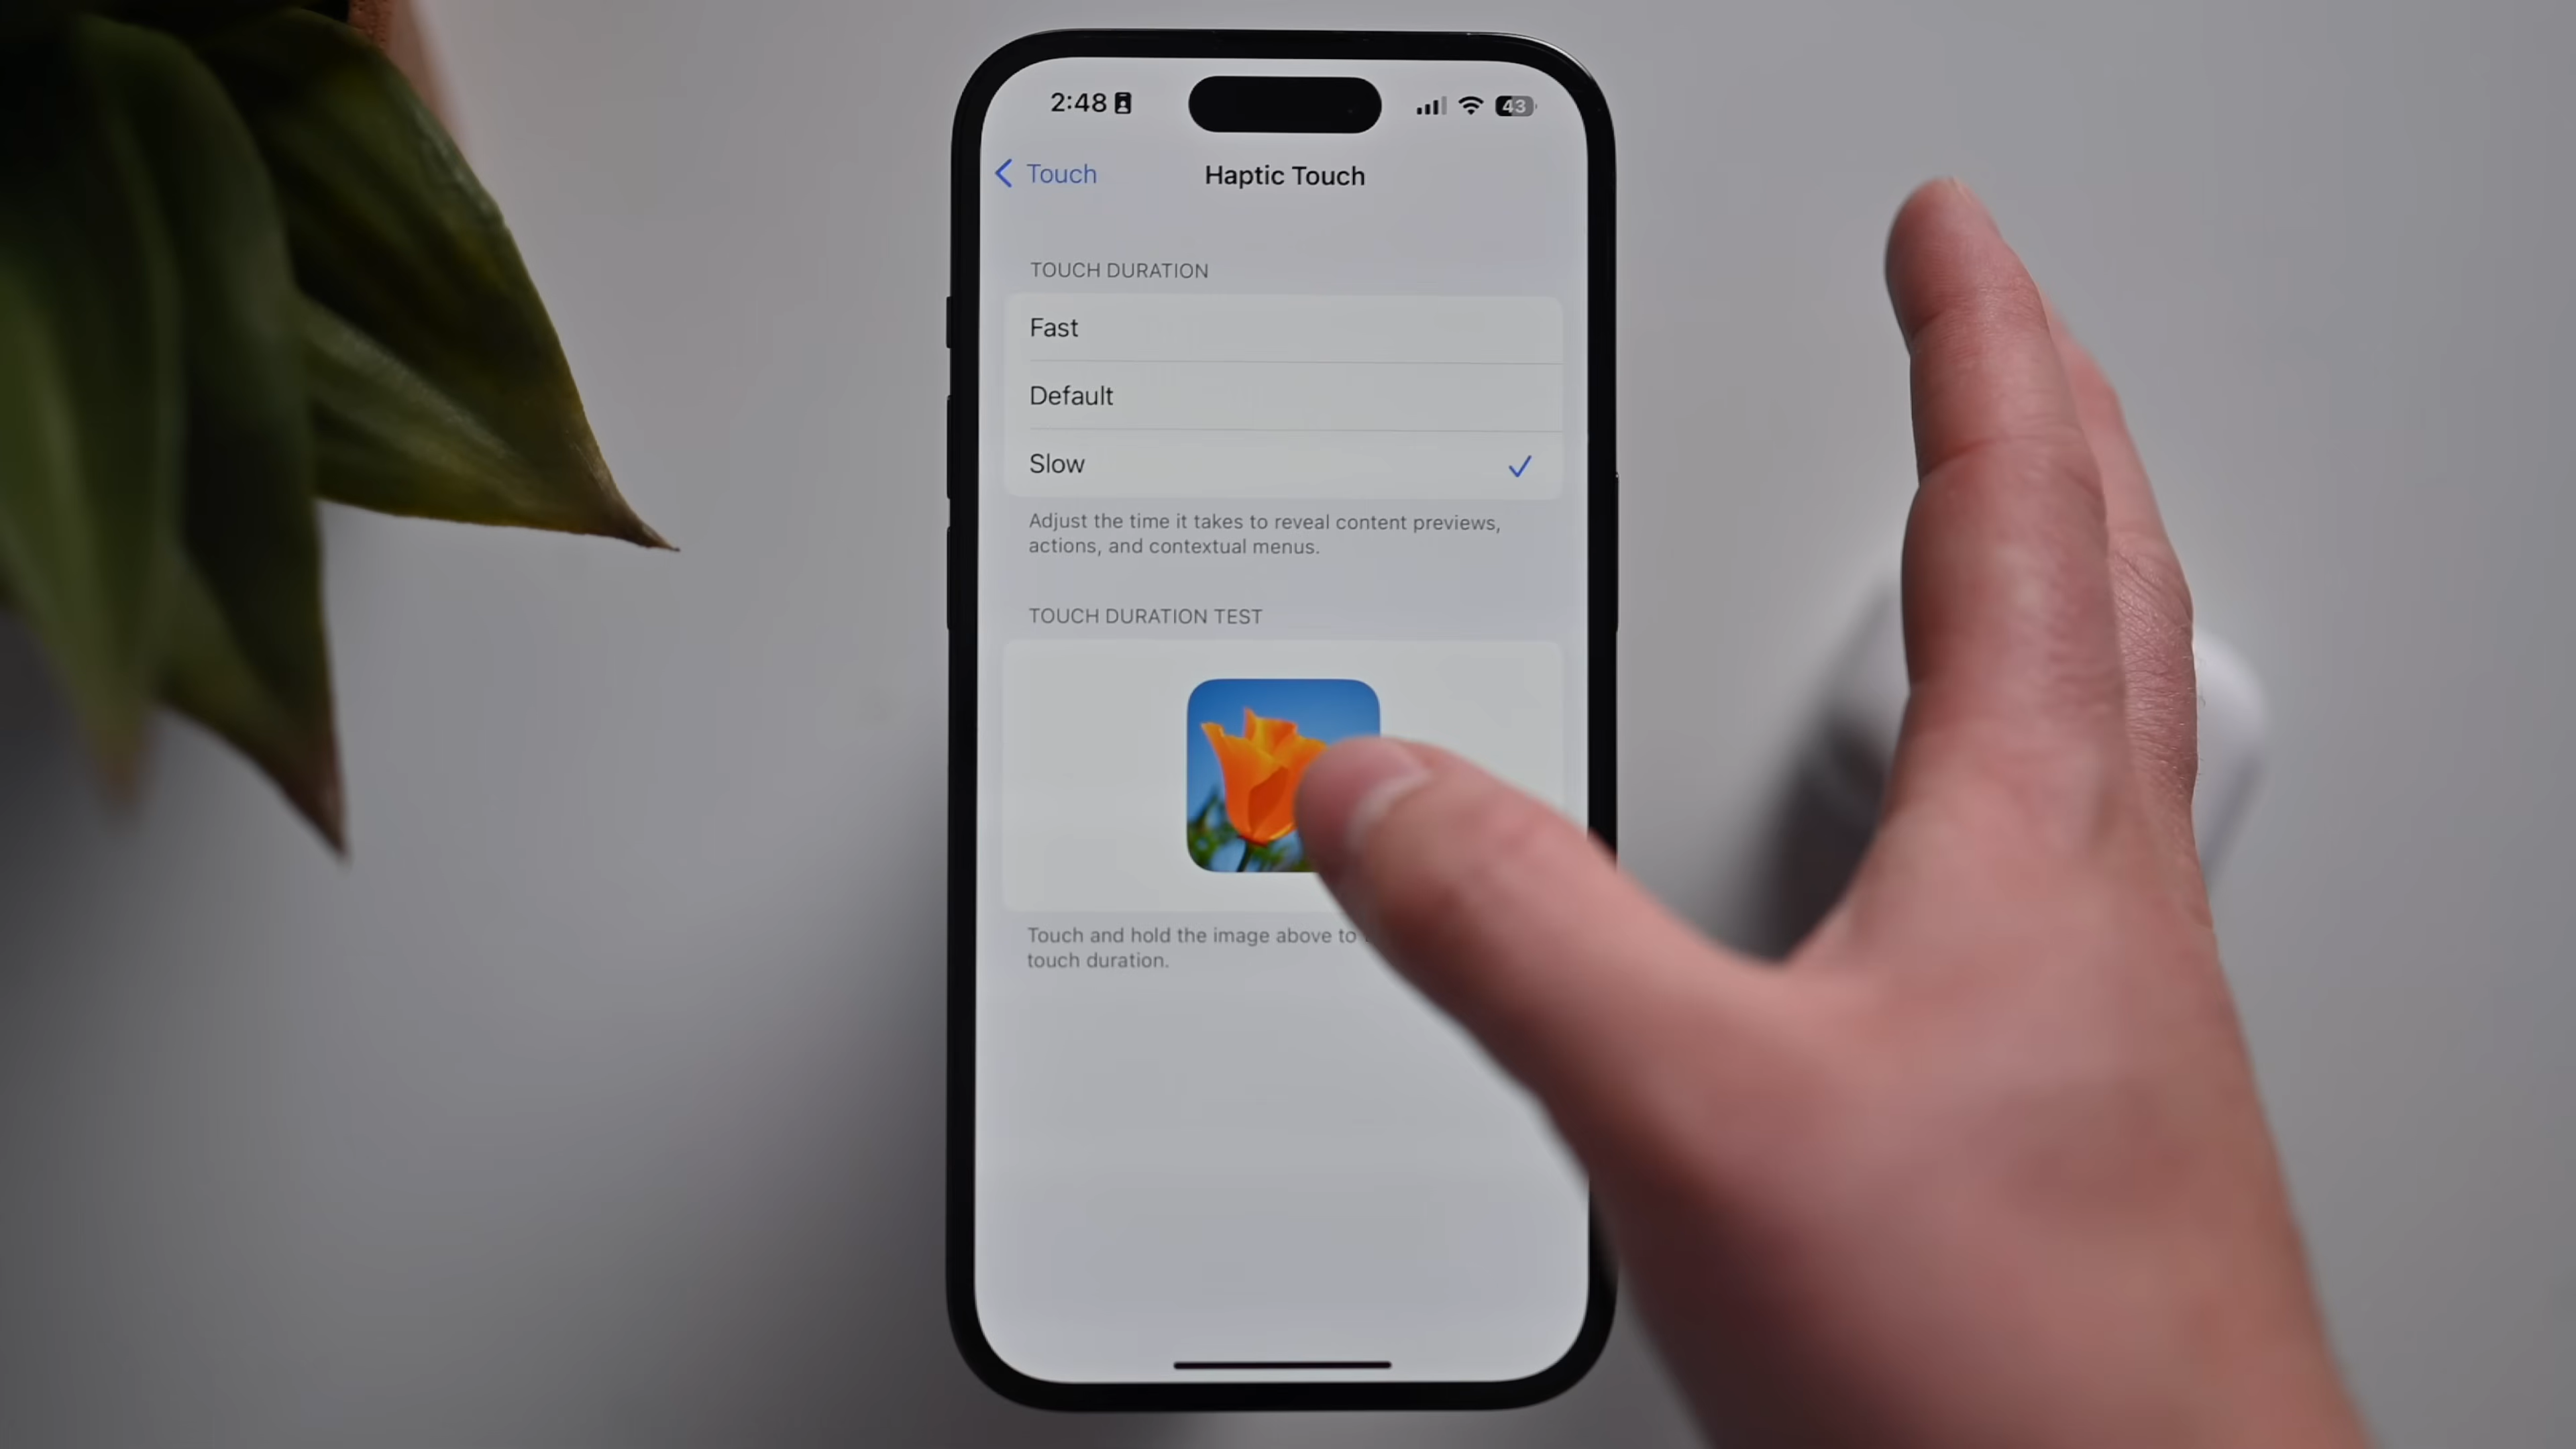 2:48
43
Touch
Haptic Touch
TOUCH DURATION
Fast
Default
Slow
Adjust the time it takes to reveal content previews,
actions, and contextual menus.
TOUCH DURATION TEST
Touch and hold the image above to
touch duration.